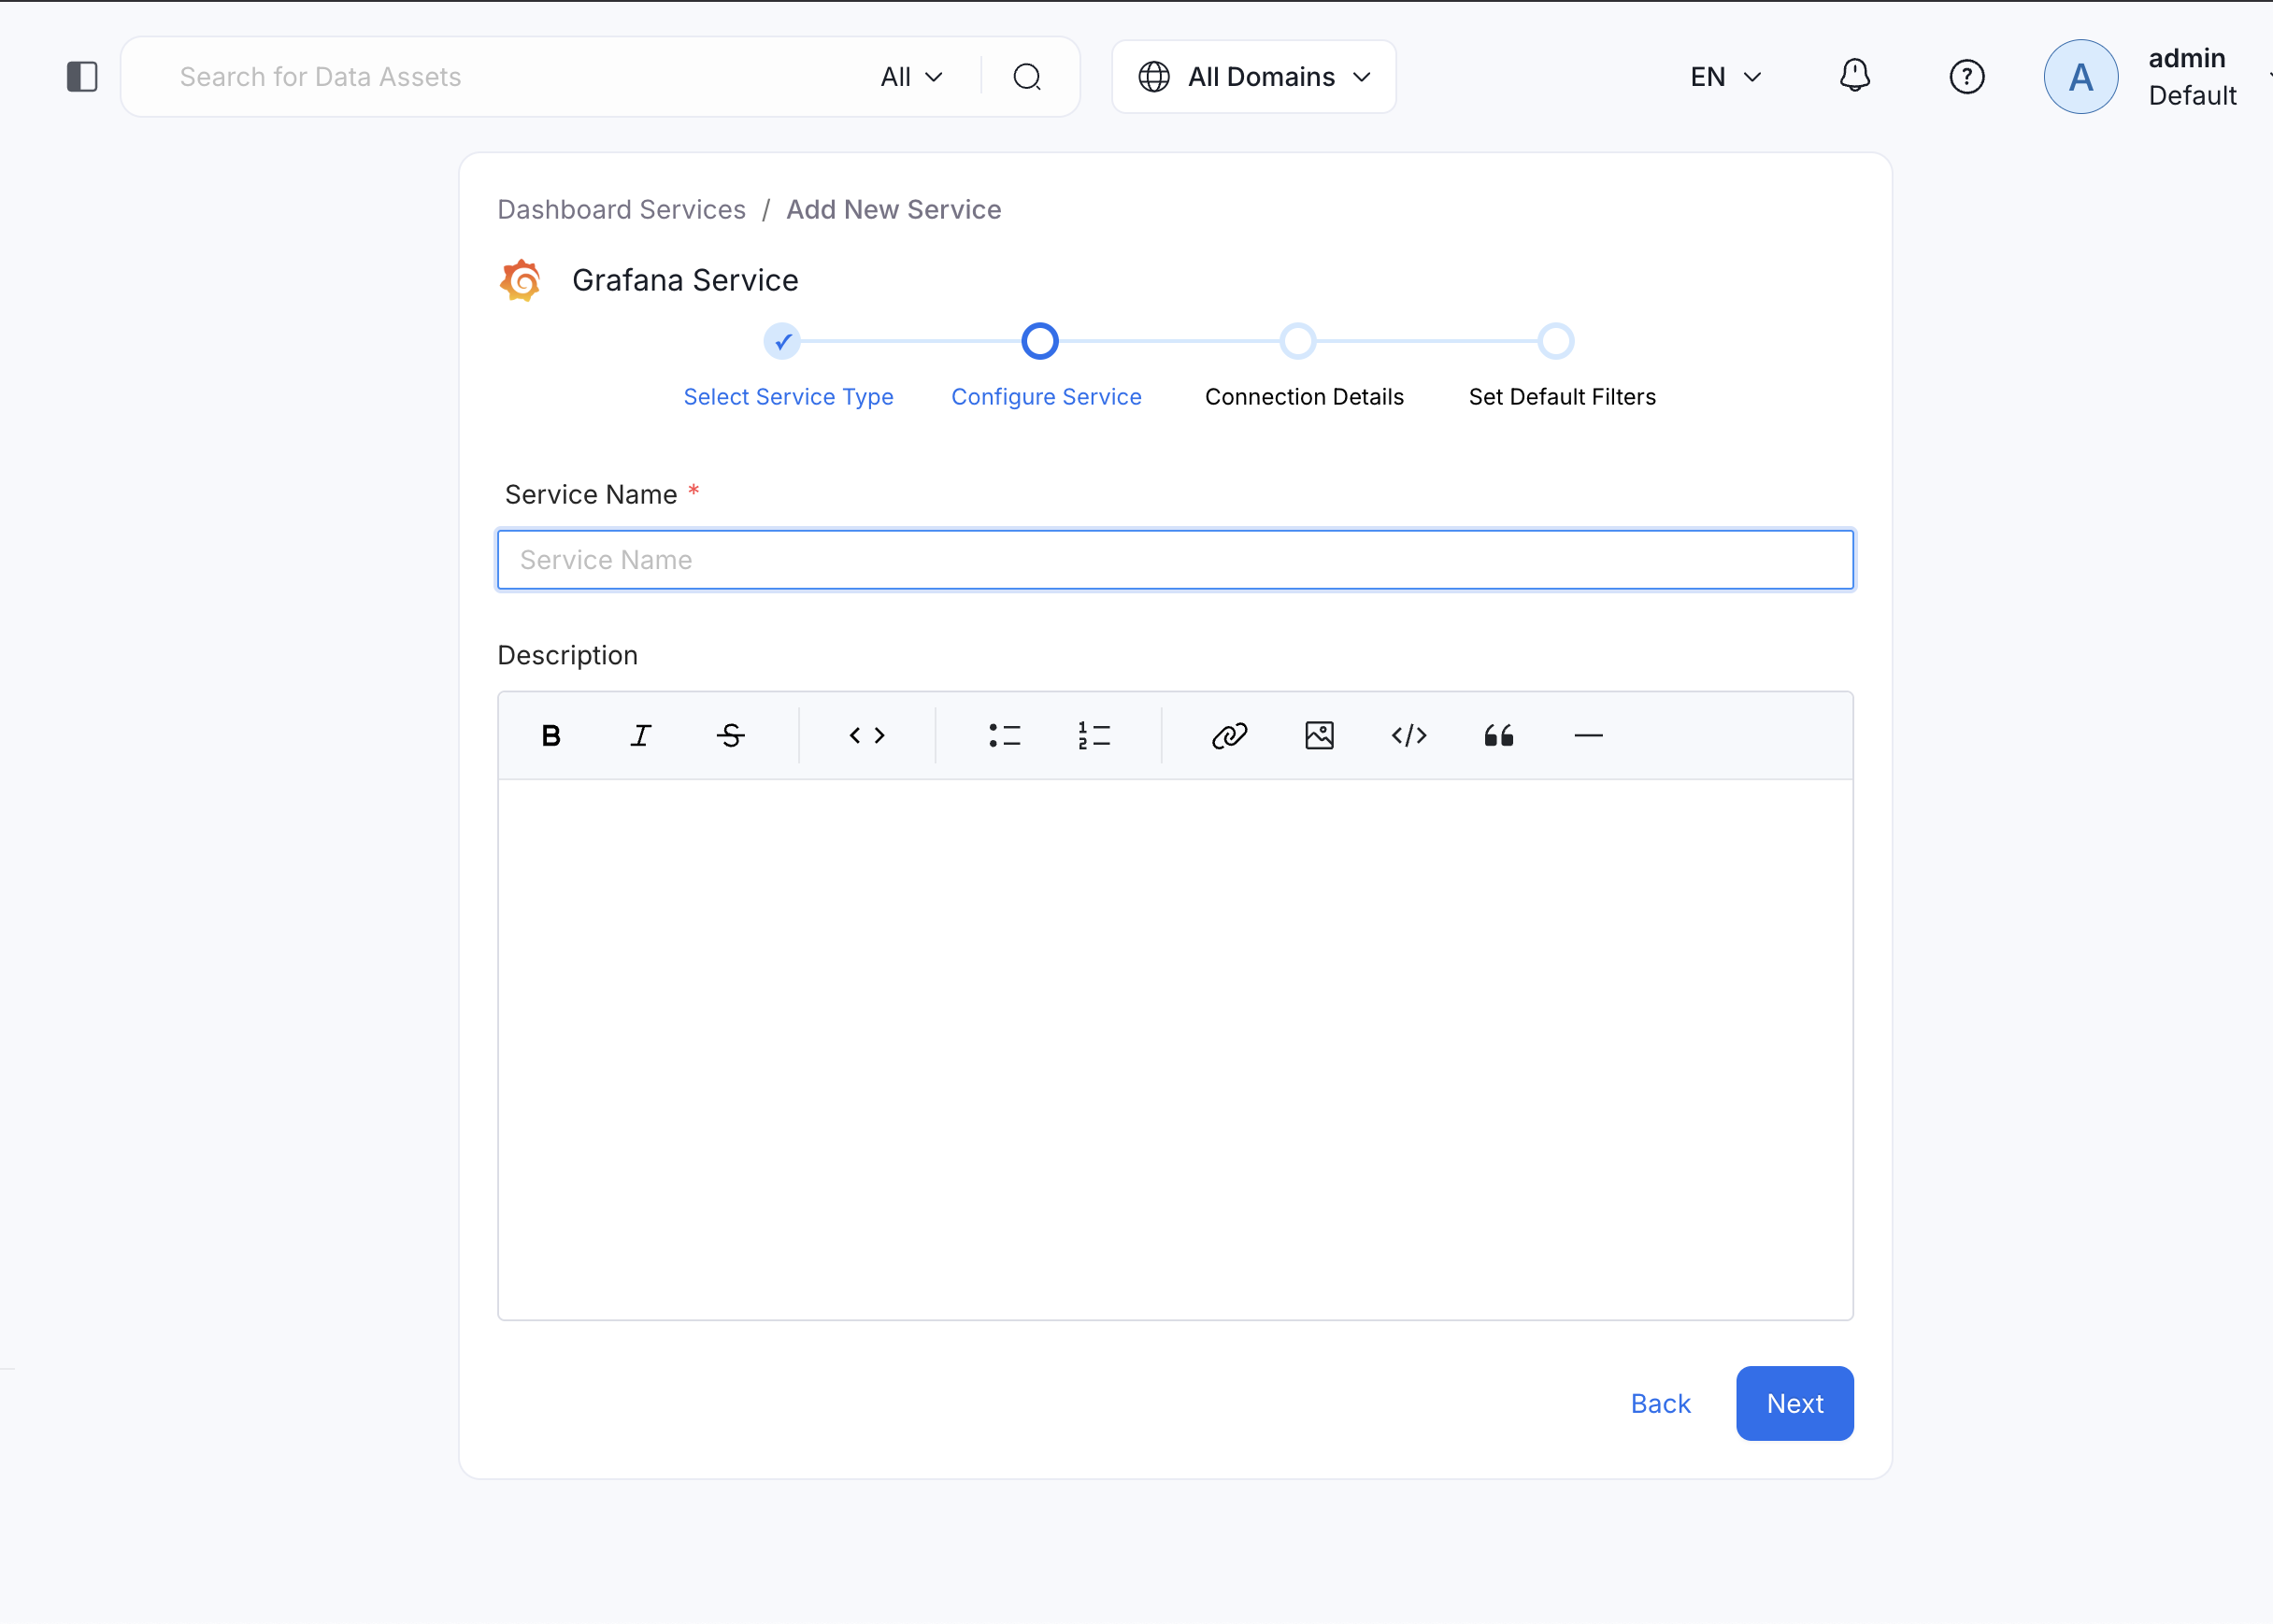 Search for Data Assets
All
All Domains
EN
A
admin
Default
Dashboard Services / Add New Service
Grafana Service
Select Service Type
Configure Service
Connection Details
Set Default Filters
Service Name *
Service Name
Description
Back
Next